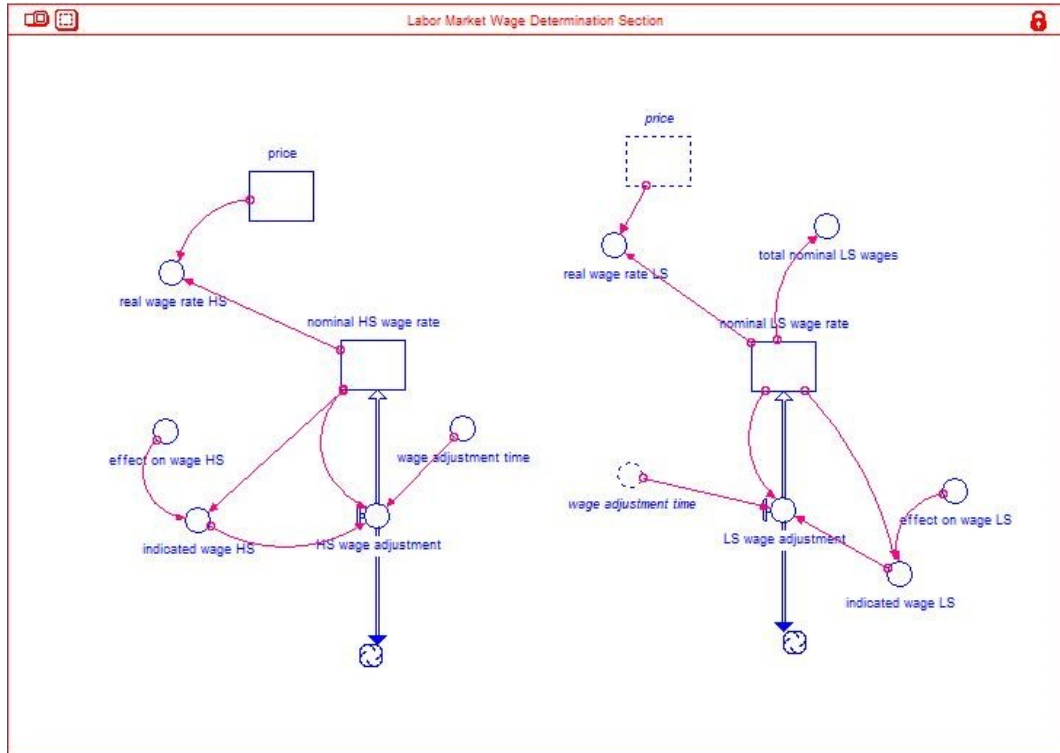 Labor Market Wage Determination Section
price
real wage rate HS
nominal HS wage rate
effect on wage HS
wage adjustment time
indicated wage HS
HS wage adjustment
price
total nominal LS wages
real wage rate LS
nominal LS wage rate
wage adjustment time
effect on wage LS
LS wage adjustment
indicated wage LS